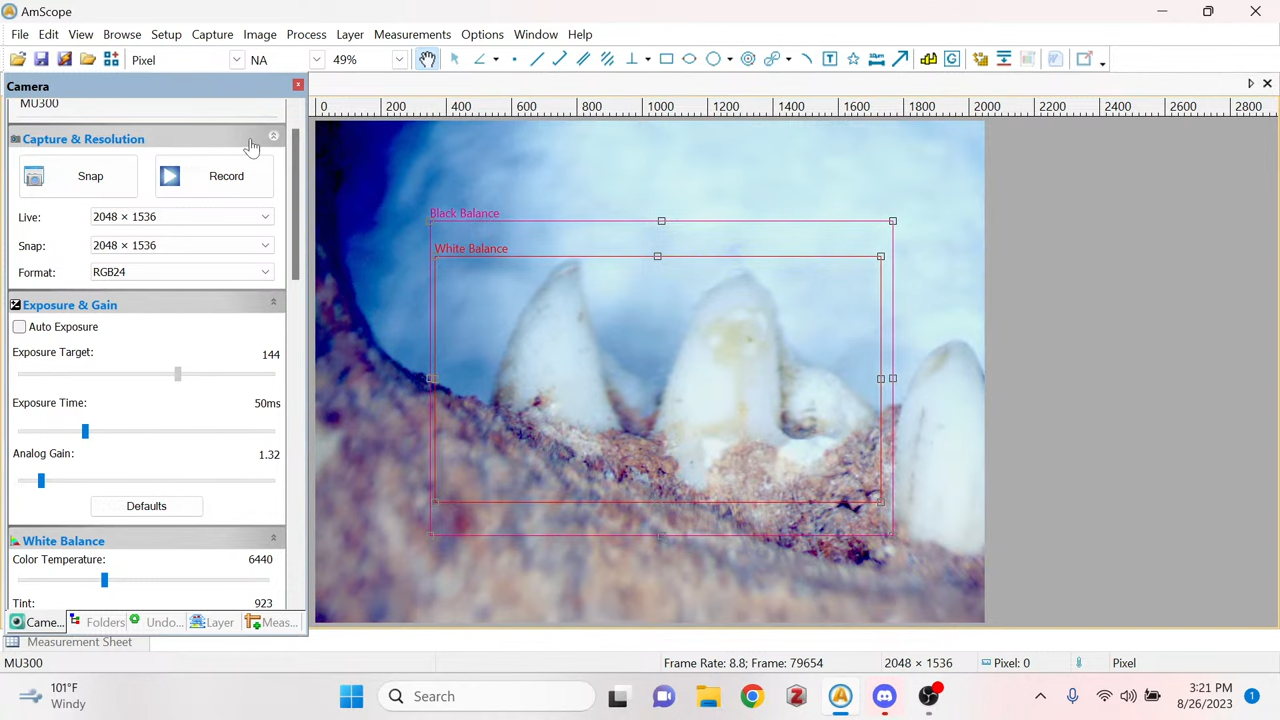 AmScope
File Edit View Browse Setup Capture Image Process Layer Measurements Options Window Help
Pixel NA 49%
Camera
0 200 400 600 800 1000 1200 1400 1600 1800 2000 2200 2400 2600 2800
MU300
Capture & Resolution
Snap Record
Live: 2048 × 1536
Snap: 2048 × 1536
Format: RGB24
Exposure & Gain
Auto Exposure
Exposure Target: 144
Exposure Time: 50ms
Analog Gain: 1.32
Defaults
White Balance
Color Temperature: 6440
Tint: 923
Came... Folders Undo... Layer Meas...
Black Balance
White Balance
Measurement Sheet
MU300 Frame Rate: 8.8; Frame: 79654 2048 × 1536 Pixel: 0 Pixel
101°F
Windy
Search
3:21 PM
8/26/2023
1